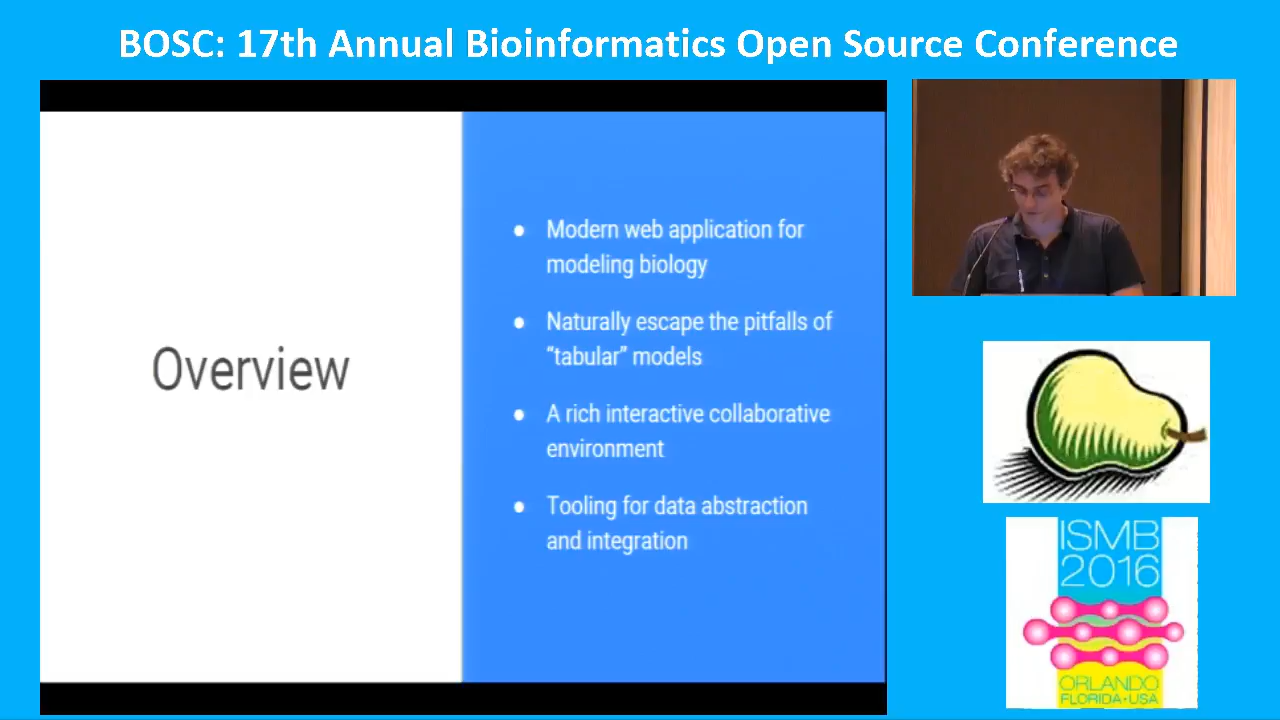 BOSC: 17th Annual Bioinformatics Open Source Conference
Overview
● Modern web application for
modeling biology
● Naturally escape the pitfalls of
“tabular” models
● A rich interactive collaborative
environment
● Tooling for data abstraction
and integration
ISMB
2016
ORLANDO
FLORIDA•USA